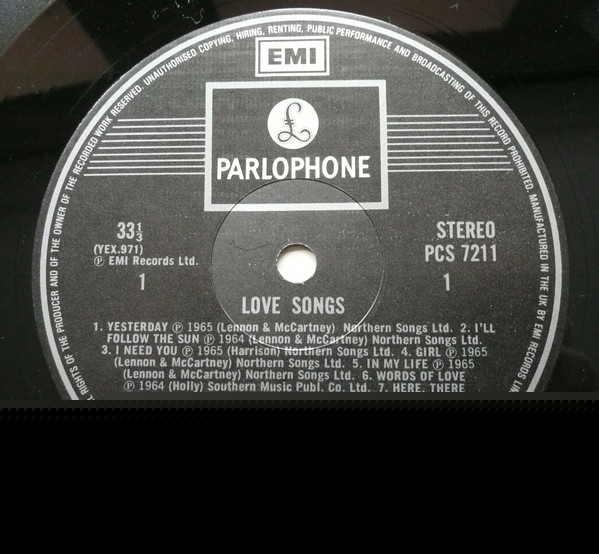 UNAUTHORISED COPYING, HIRING, RENTING, PUBLIC PERFORMANCE AND BROADCASTING OF THIS RECORD PROHIBITED. MANUFACTURED IN THE UK BY EMI RECORDS
RIGHTS OF THE PRODUCER AND OF THE OWNER OF THE RECORDED WORK RESERVED.
EMI
£
PARLOPHONE
33⅓
(YEX.971)
℗ EMI Records Ltd.
1
STEREO
PCS 7211
1
LOVE SONGS
1. YESTERDAY ℗ 1965 (Lennon & McCartney) Northern Songs Ltd. 2. I'LL
FOLLOW THE SUN ℗ 1964 (Lennon & McCartney) Northern Songs Ltd.
3. I NEED YOU ℗ 1965 (Harrison) Northern Songs Ltd. 4. GIRL ℗ 1965
(Lennon & McCartney) Northern Songs Ltd. 5. IN MY LIFE ℗ 1965
(Lennon & McCartney) Northern Songs Ltd. 6. WORDS OF LOVE
℗ 1964 (Holly) Southern Music Publ. Co. Ltd. 7. HERE, THERE